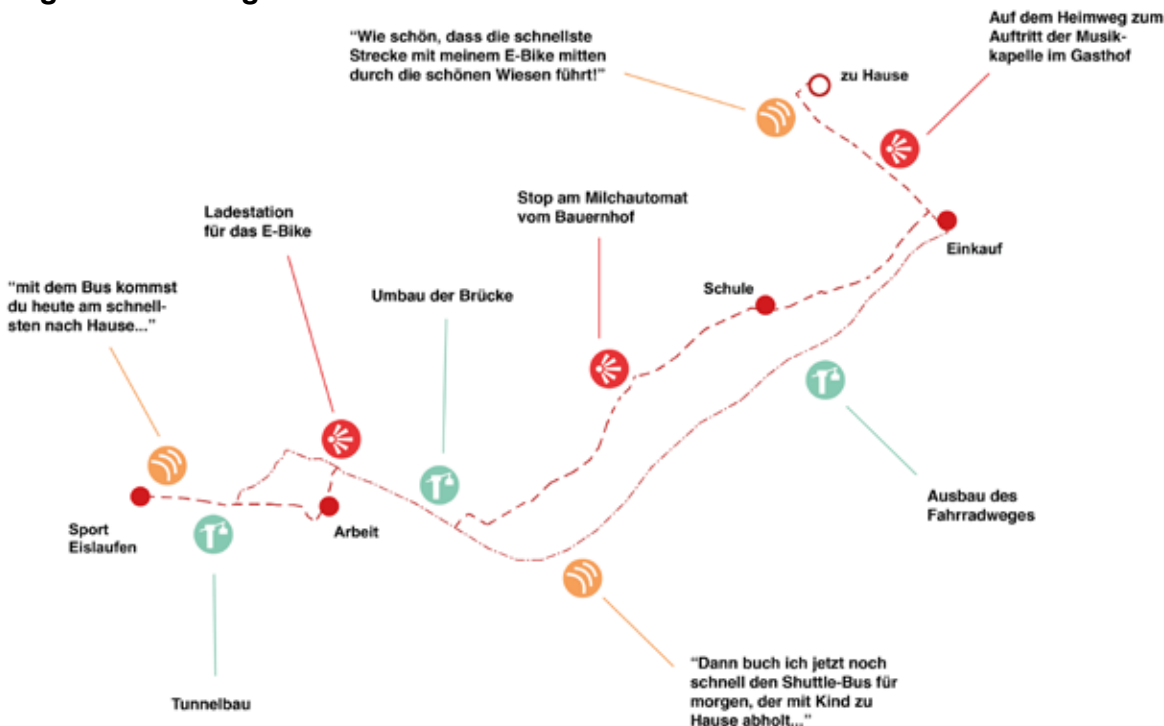 Auf dem Heimweg zum
Auftritt der Musik-
kapelle im Gasthof
"Wie schön, dass die schnellste
Strecke mit meinem E-Bike mitten
durch die schönen Wiesen führt!"
zu Hause
Stop am Milchautomat
vom Bauernhof
Ladestation
für das E-Bike
Einkauf
"mit dem Bus kommst
du heute am schnell-
sten nach Hause..."
Umbau der Brücke
Schule
Ausbau des
Fahrradweges
Sport
Eislaufen
Arbeit
"Dann buch ich jetzt noch
schnell den Shuttle-Bus für
morgen, der mit Kind zu
Hause abholt..."
Tunnelbau